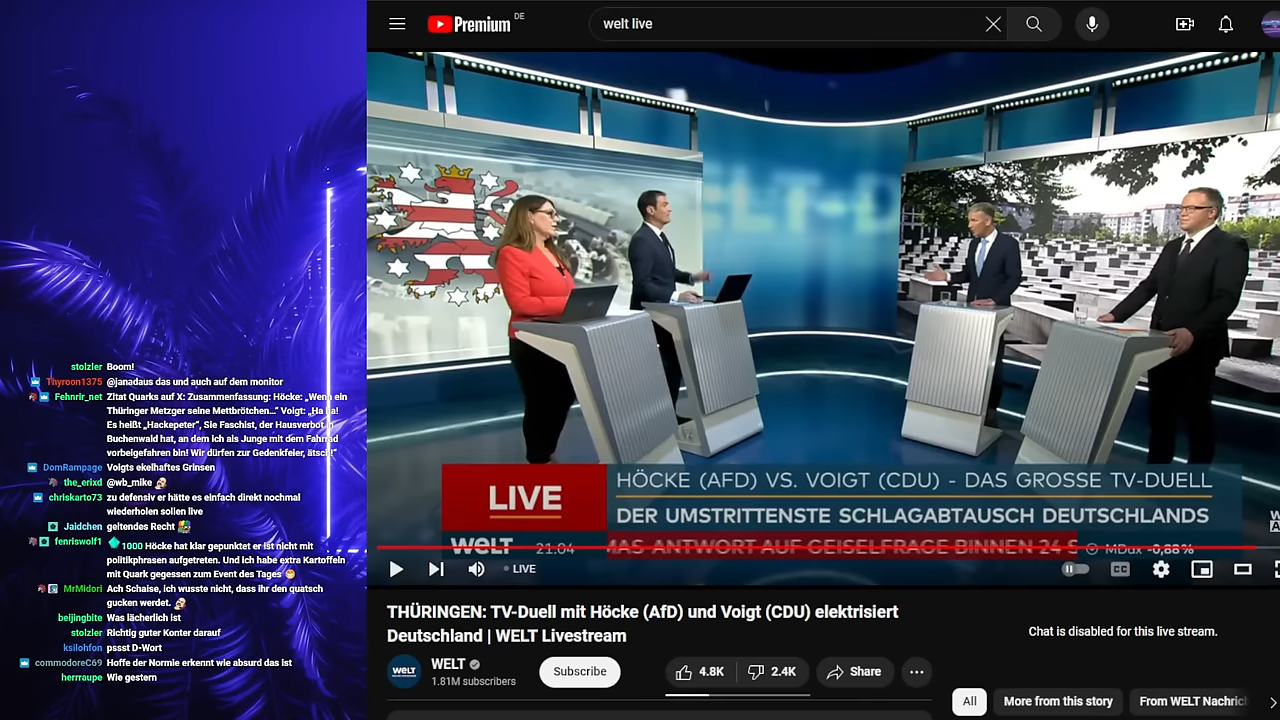 stolzler Boom!
Thyroon1375 @janadaus das und auch auf dem monitor
Fehnrir_net Zitat Quarks auf X: Zusammenfassung: Höcke: „Wenn ein
Thüringer Metzger seine Mettbrötchen...“ Voigt: „Ha ha!
Es heißt „Hackepeter“, Sie Faschist, der Hausverbot in
Buchenwald hat, an dem ich als Junge mit dem Fahrrad
vorbeigefahren bin! Wir dürfen zur Gedenkfeier, ätsch!“
DomRampage Voigts ekelhaftes Grinsen
the_erixd @wb_mike
chriskarto73 zu defensiv er hätte es einfach direkt nochmal
wiederholen sollen live
Jaldchen geltendes Recht
fenriswolf1 1000 Höcke hat klar gepunktet er ist nicht mit
politikphrasen aufgetreten. Und ich habe extra Kartoffeln
mit Quark gegessen zum Event des Tages
MrMidori Ach Schaise, ich wusste nicht, dass ihr den quatsch
gucken werdet.
beijingbite Was lächerlich ist
stolzler Richtig guter Konter darauf
ksilohfon pssst D-Wort
commodoreC69 Hoffe der Normie erkennt wie absurd das ist
herrraupe Wie gestern
Premium DE
welt live
LIVE
HÖCKE (AFD) VS. VOIGT (CDU) - DAS GROSSE TV-DUELL
DER UMSTRITTENSTE SCHLAGABTAUSCH DEUTSCHLANDS
WELT 21:04 MAS-ANTWORT AUF GEISELFRAGE BINNEN 24 S MDax -0,88%
LIVE
CC
THÜRINGEN: TV-Duell mit Höcke (AfD) und Voigt (CDU) elektrisiert
Deutschland | WELT Livestream
Chat is disabled for this live stream.
WELT
WELT
1.81M subscribers
Subscribe
4.8K
2.4K
Share
All
More from this story
From WELT Nachric